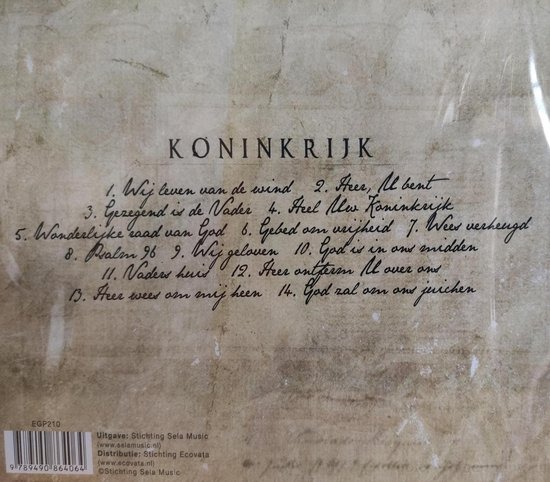 KONINKRIJK
1. Wij leven van de wind 2. Heer, U bent
3. Gezegend is de Vader 4. Heel Uw Koninkrijk
5. Wonderlijke raad van God 6. Gebed om vrijheid 7. Wees verheugd
8. Psalm 96 9. Wij geloven 10. God is in ons midden
11. Vaders huis 12. Heer ontferm U over ons
13. Heer wees om mij heen 14. God zal om ons juichen
EGP210
9 789490 864064
Uitgave: Stichting Sela Music
(www.selamusic.nl)
Distributie: Stichting Ecovata
(www.ecovata.nl)
©Stichting Sela Music